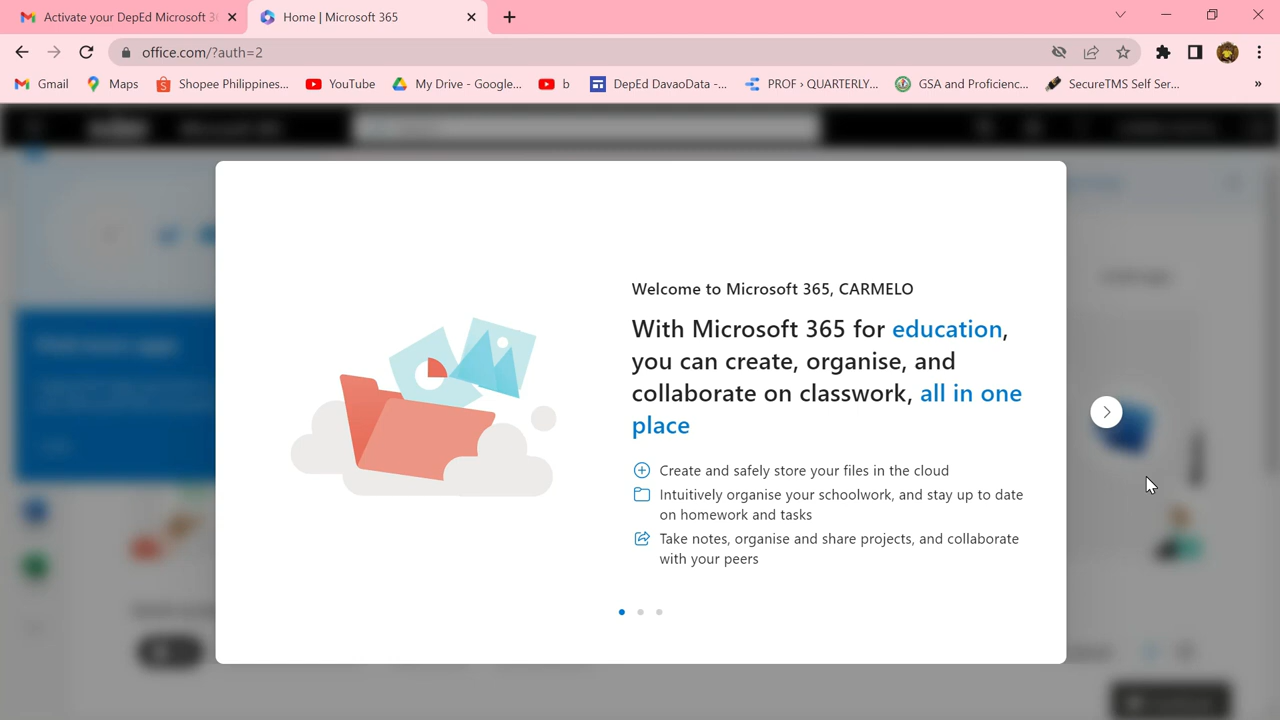 Activate your DepEd Microsoft 36
Home | Microsoft 365
office.com/?auth=2
Gmail
Maps
Shopee Philippines...
YouTube
My Drive - Google...
b
DepEd DavaoData -...
PROF › QUARTERLY...
GSA and Proficienc...
SecureTMS Self Ser...
»
Welcome to Microsoft 365, CARMELO
With Microsoft 365 for education,
you can create, organise, and
collaborate on classwork, all in one
place
Create and safely store your files in the cloud
Intuitively organise your schoolwork, and stay up to date
on homework and tasks
Take notes, organise and share projects, and collaborate
with your peers